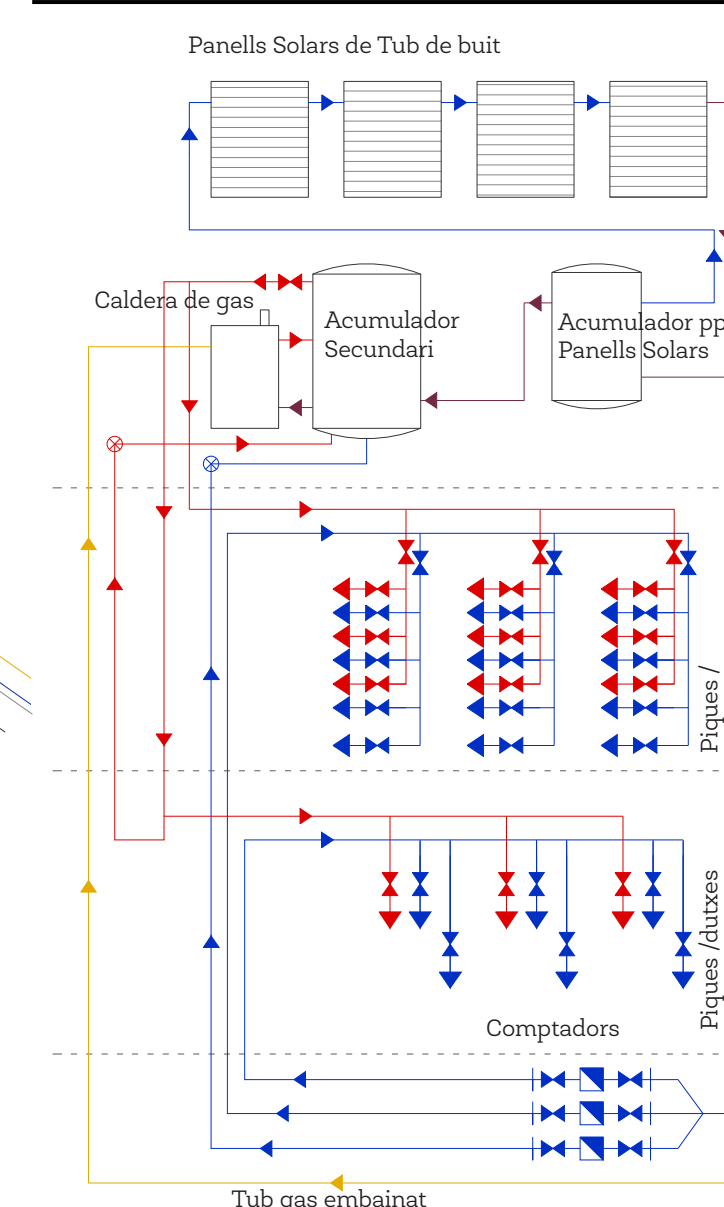 Panells Solars de Tub de buit
Caldera de gas
Acumulador
Secundari
Acumulador pp
Panells Solars
Piques /
Piques /dutxes
Comptadors
Tub gas embainat